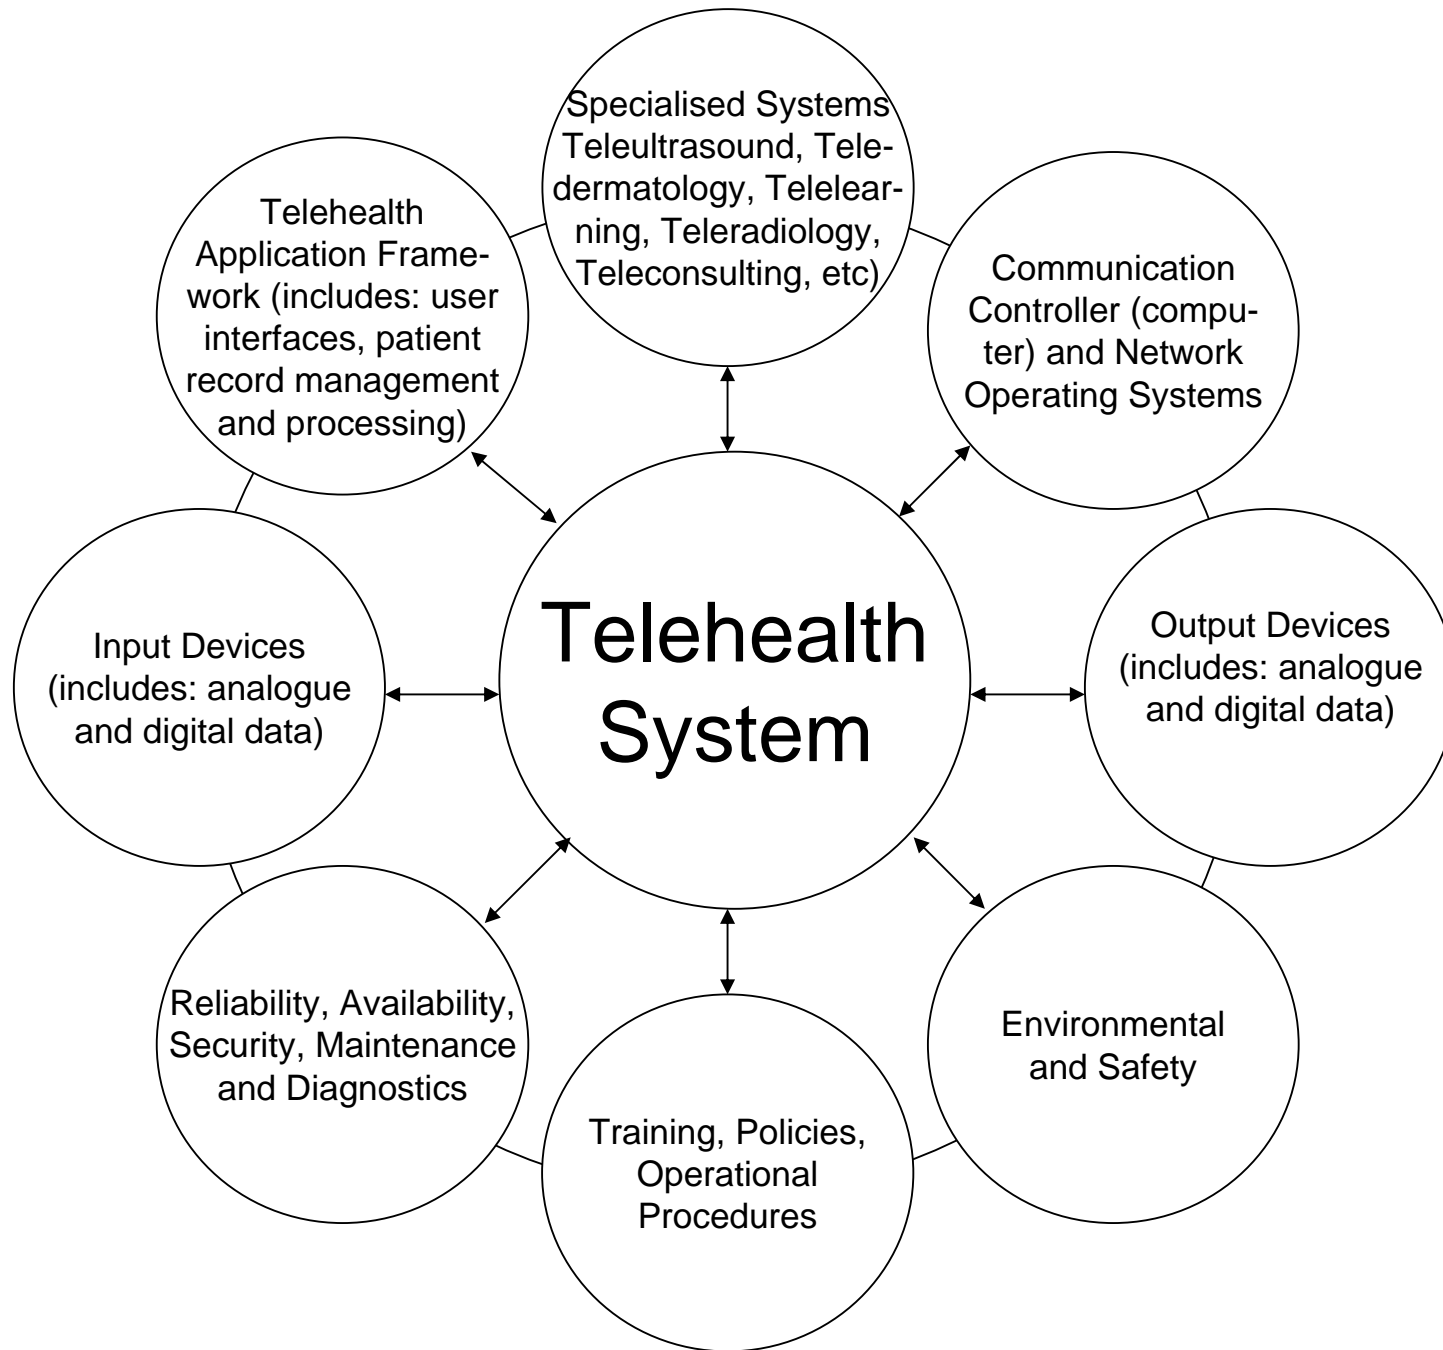 Specialised Systems
Teleultrasound, Tele-
dermatology, Telelear-
ning, Teleradiology,
Teleconsulting, etc)
Telehealth
Application Frame-
work (includes: user
interfaces, patient
record management
and processing)
Communication
Controller (compu-
ter) and Network
Operating Systems
Input Devices
(includes: analogue
and digital data)
Telehealth
System
Output Devices
(includes: analogue
and digital data)
Reliability, Availability,
Security, Maintenance
and Diagnostics
Environmental
and Safety
Training, Policies,
Operational
Procedures